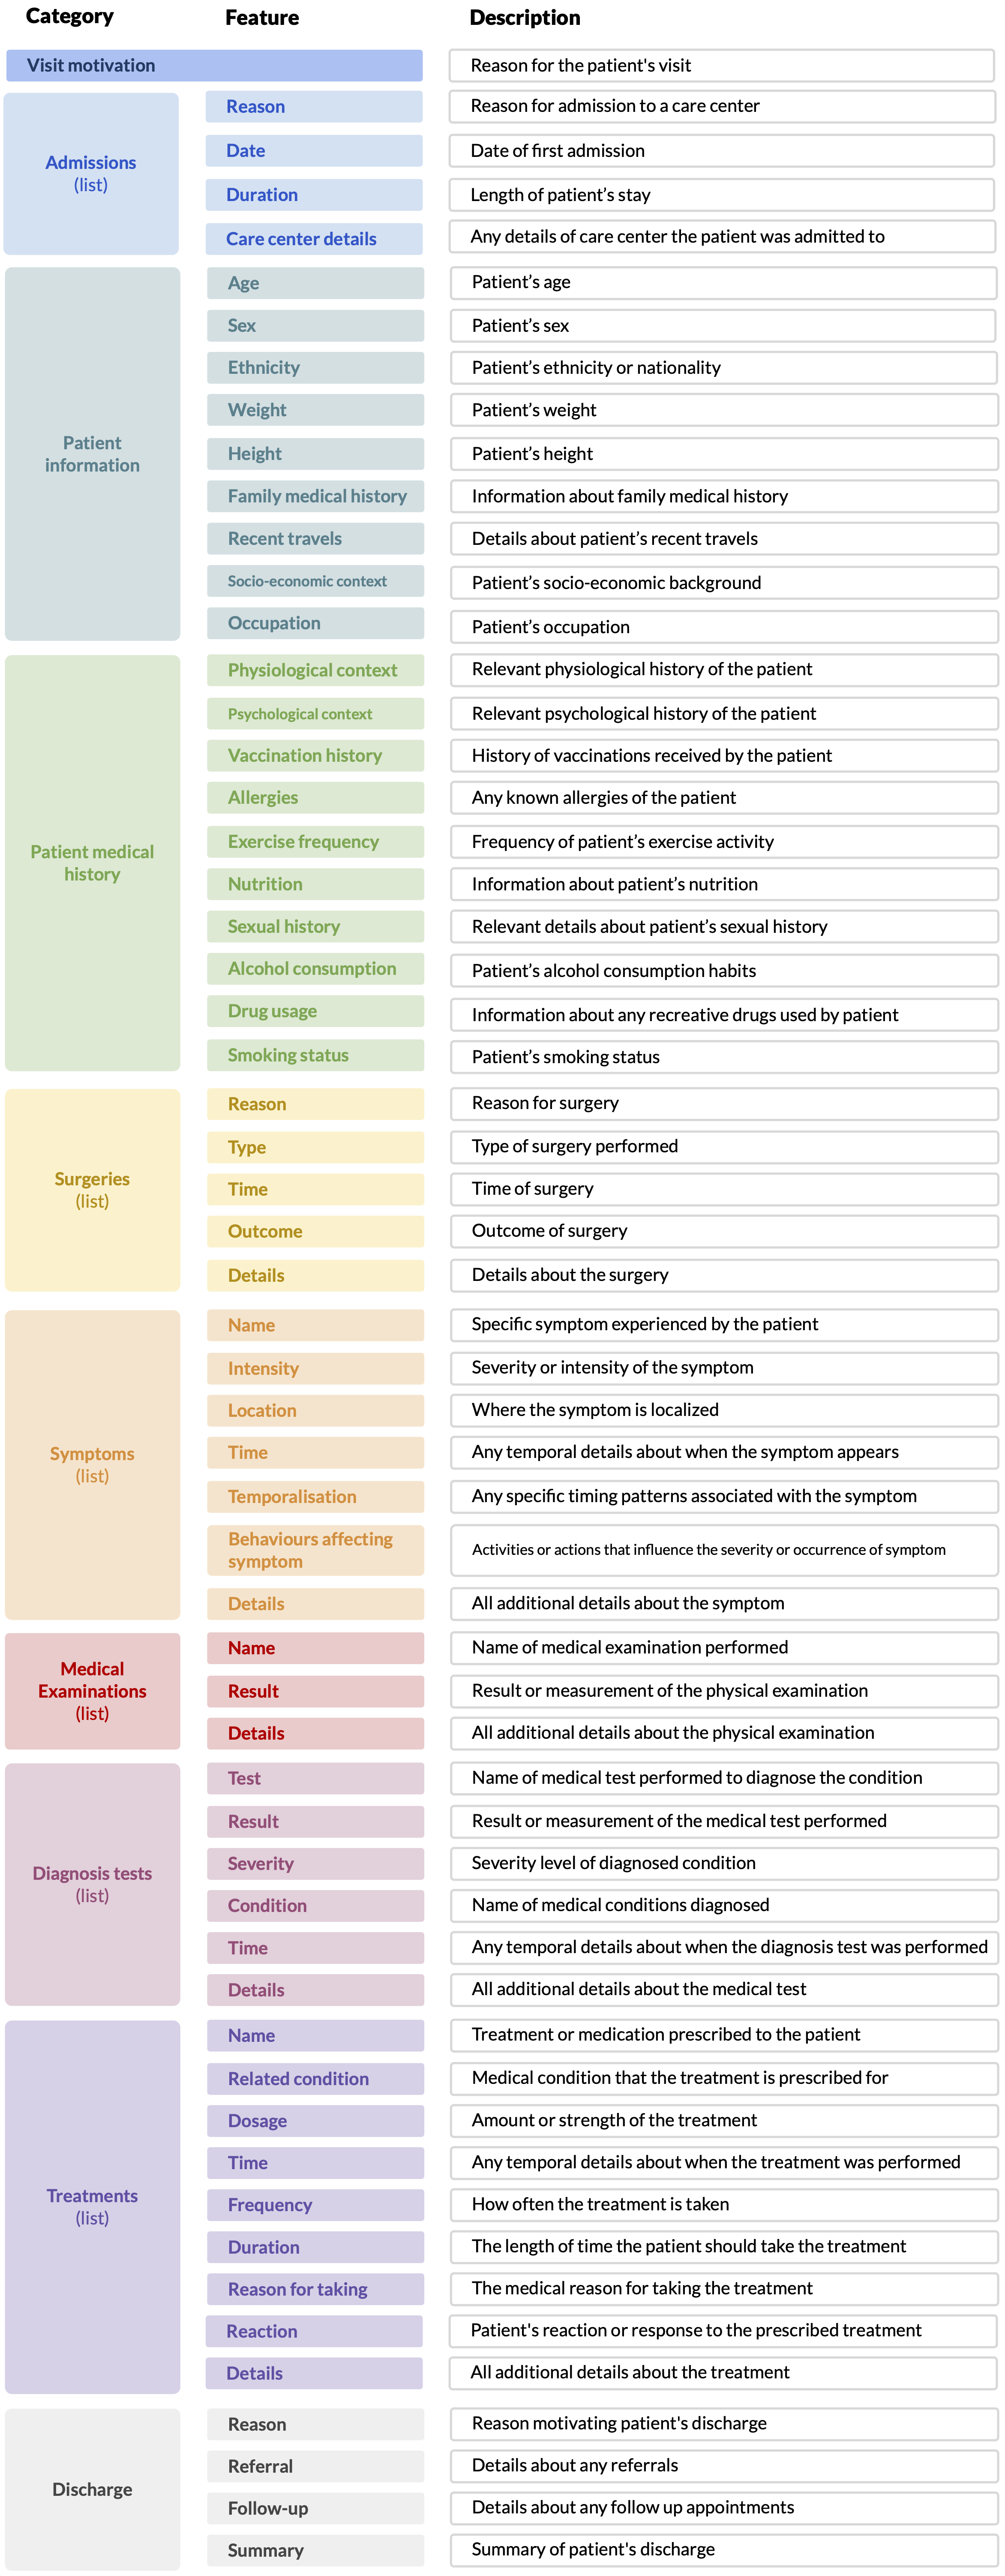 Category Feature Description
Visit motivation Reason for the patient's visit
Admissions
(list)
Reason Reason for admission to a care center
Date Date of first admission
Duration Length of patient’s stay
Care center details Any details of care center the patient was admitted to
Patient
information
Age Patient’s age
Sex Patient’s sex
Ethnicity Patient’s ethnicity or nationality
Weight Patient’s weight
Height Patient’s height
Family medical history Information about family medical history
Recent travels Details about patient’s recent travels
Socio-economic context Patient’s socio-economic background
Occupation Patient’s occupation
Patient medical
history
Physiological context Relevant physiological history of the patient
Psychological context Relevant psychological history of the patient
Vaccination history History of vaccinations received by the patient
Allergies Any known allergies of the patient
Exercise frequency Frequency of patient’s exercise activity
Nutrition Information about patient’s nutrition
Sexual history Relevant details about patient’s sexual history
Alcohol consumption Patient’s alcohol consumption habits
Drug usage Information about any recreative drugs used by patient
Smoking status Patient’s smoking status
Surgeries
(list)
Reason Reason for surgery
Type Type of surgery performed
Time Time of surgery
Outcome Outcome of surgery
Details Details about the surgery
Symptoms
(list)
Name Specific symptom experienced by the patient
Intensity Severity or intensity of the symptom
Location Where the symptom is localized
Time Any temporal details about when the symptom appears
Temporalisation Any specific timing patterns associated with the symptom
Behaviours affecting
symptom
Activities or actions that influence the severity or occurrence of symptom
Details All additional details about the symptom
Medical
Examinations
(list)
Name Name of medical examination performed
Result Result or measurement of the physical examination
Details All additional details about the physical examination
Diagnosis tests
(list)
Test Name of medical test performed to diagnose the condition
Result Result or measurement of the medical test performed
Severity Severity level of diagnosed condition
Condition Name of medical conditions diagnosed
Time Any temporal details about when the diagnosis test was performed
Details All additional details about the medical test
Treatments
(list)
Name Treatment or medication prescribed to the patient
Related condition Medical condition that the treatment is prescribed for
Dosage Amount or strength of the treatment
Time Any temporal details about when the treatment was performed
Frequency How often the treatment is taken
Duration The length of time the patient should take the treatment
Reason for taking The medical reason for taking the treatment
Reaction Patient's reaction or response to the prescribed treatment
Details All additional details about the treatment
Discharge
Reason Reason motivating patient's discharge
Referral Details about any referrals
Follow-up Details about any follow up appointments
Summary Summary of patient's discharge